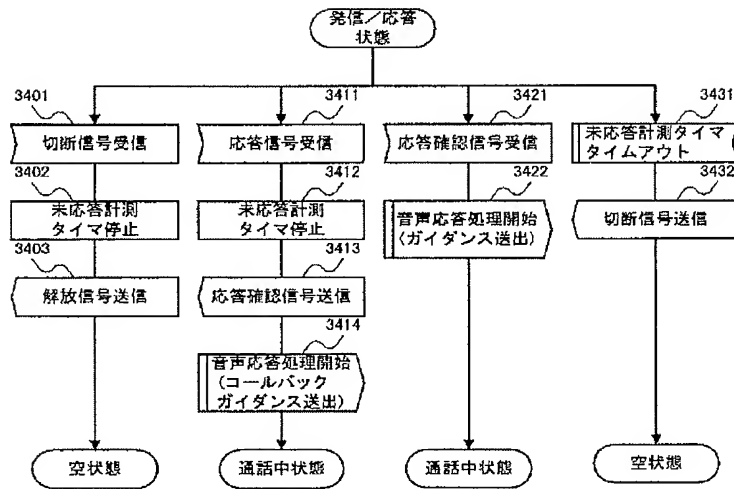 発信／応答
状態
3401
切断信号受信
3402
未応答計測
タイマ停止
3403
解放信号送信
空状態
3411
応答信号受信
3412
未応答計測
タイマ停止
3413
応答確認信号送信
3414
音声応答処理開始
(コールバック
ガイダンス送出)
通話中状態
3421
応答確認信号受信
3422
音声応答処理開始
(ガイダンス送出)
通話中状態
3431
未応答計測タイマ
タイムアウト
3432
切断信号送信
空状態